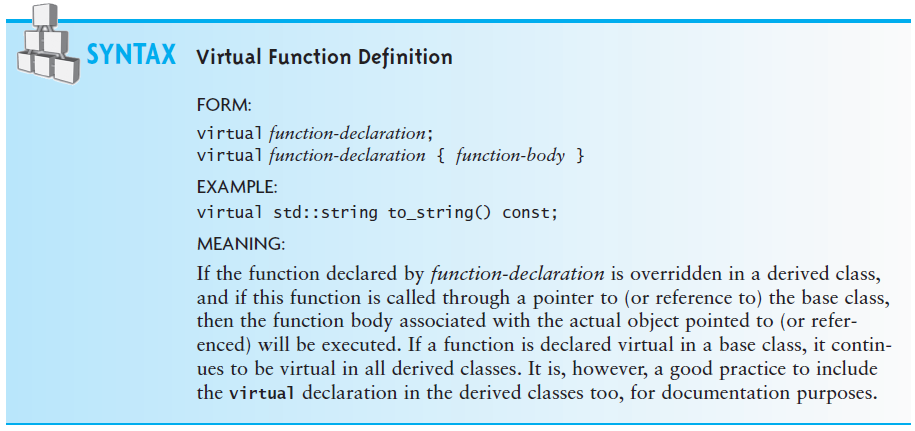 SYNTAX Virtual Function Definition
FORM:
virtual function-declaration;
virtual function-declaration { function-body }
EXAMPLE:
virtual std::string to_string() const;
MEANING:
If the function declared by function-declaration is overridden in a derived class,
and if this function is called through a pointer to (or reference to) the base class,
then the function body associated with the actual object pointed to (or refer-
enced) will be executed. If a function is declared virtual in a base class, it contin-
ues to be virtual in all derived classes. It is, however, a good practice to include
the virtual declaration in the derived classes too, for documentation purposes.